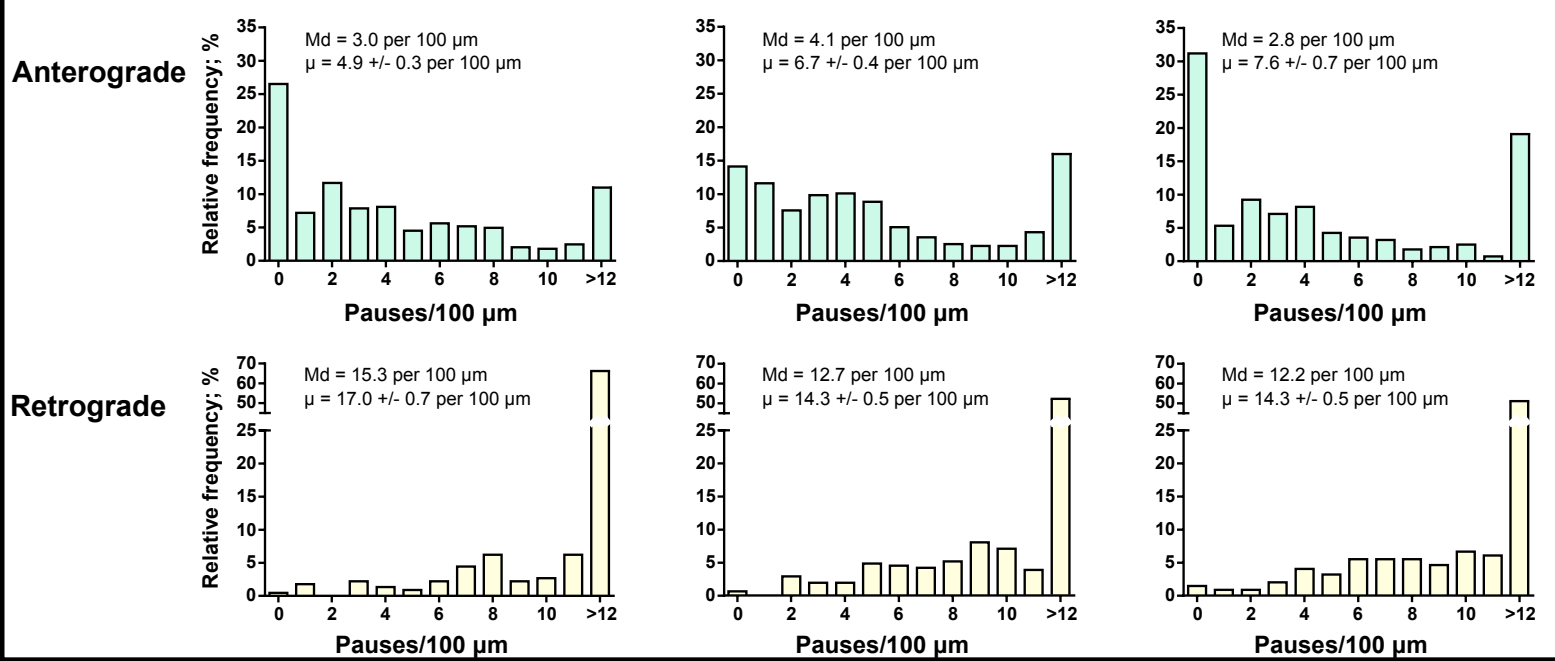 Anterograde
Relative frequency; %
35
30
25
20
15
10
5
0
Md = 3.0 per 100 µm
µ = 4.9 +/- 0.3 per 100 µm
0 2 4 6 8 10 >12
Pauses/100 µm
35
30
25
20
15
10
5
0
Md = 4.1 per 100 µm
µ = 6.7 +/- 0.4 per 100 µm
0 2 4 6 8 10 >12
Pauses/100 µm
35
30
25
20
15
10
5
0
Md = 2.8 per 100 µm
µ = 7.6 +/- 0.7 per 100 µm
0 2 4 6 8 10 >12
Pauses/100 µm
Retrograde
Relative frequency; %
70
60
50
25
20
15
10
5
0
Md = 15.3 per 100 µm
µ = 17.0 +/- 0.7 per 100 µm
0 2 4 6 8 10 >12
Pauses/100 µm
70
60
50
25
20
15
10
5
0
Md = 12.7 per 100 µm
µ = 14.3 +/- 0.5 per 100 µm
0 2 4 6 8 10 >12
Pauses/100 µm
70
60
50
25
20
15
10
5
0
Md = 12.2 per 100 µm
µ = 14.3 +/- 0.5 per 100 µm
0 2 4 6 8 10 >12
Pauses/100 µm